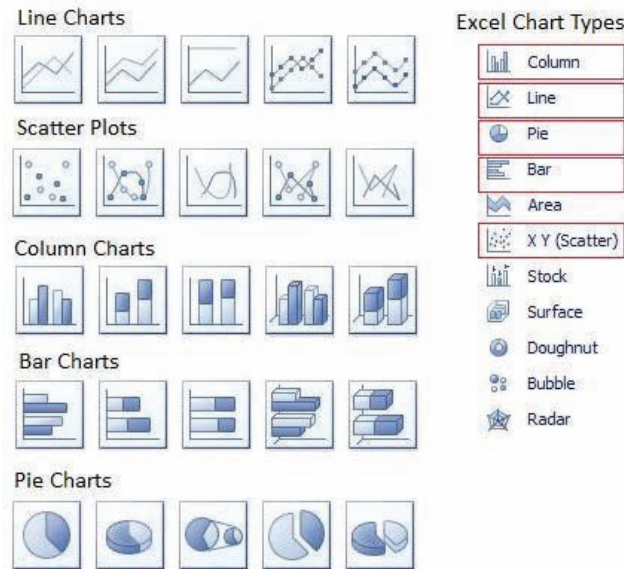 Line Charts
Scatter Plots
Column Charts
Bar Charts
Pie Charts
Excel Chart Types
Column
Line
Pie
Bar
Area
X Y (Scatter)
Stock
Surface
Doughnut
Bubble
Radar